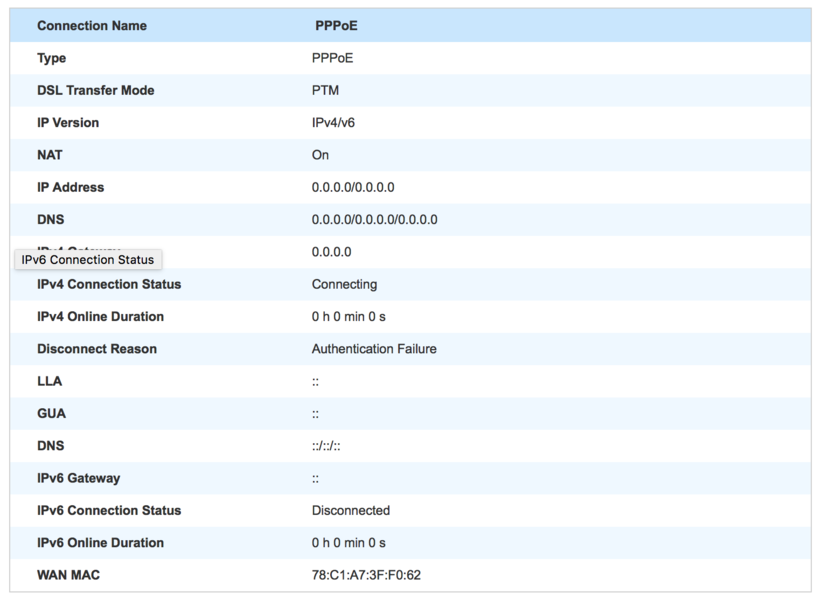 Connection Name PPPoE
Type PPPoE
DSL Transfer Mode PTM
IP Version IPv4/v6
NAT On
IP Address 0.0.0.0/0.0.0.0
DNS 0.0.0.0/0.0.0.0/0.0.0.0
0.0.0.0
IPv6 Connection Status
IPv4 Connection Status Connecting
IPv4 Online Duration 0 h 0 min 0 s
Disconnect Reason Authentication Failure
LLA ::
GUA ::
DNS ::/::/::
IPv6 Gateway ::
IPv6 Connection Status Disconnected
IPv6 Online Duration 0 h 0 min 0 s
WAN MAC 78:C1:A7:3F:F0:62